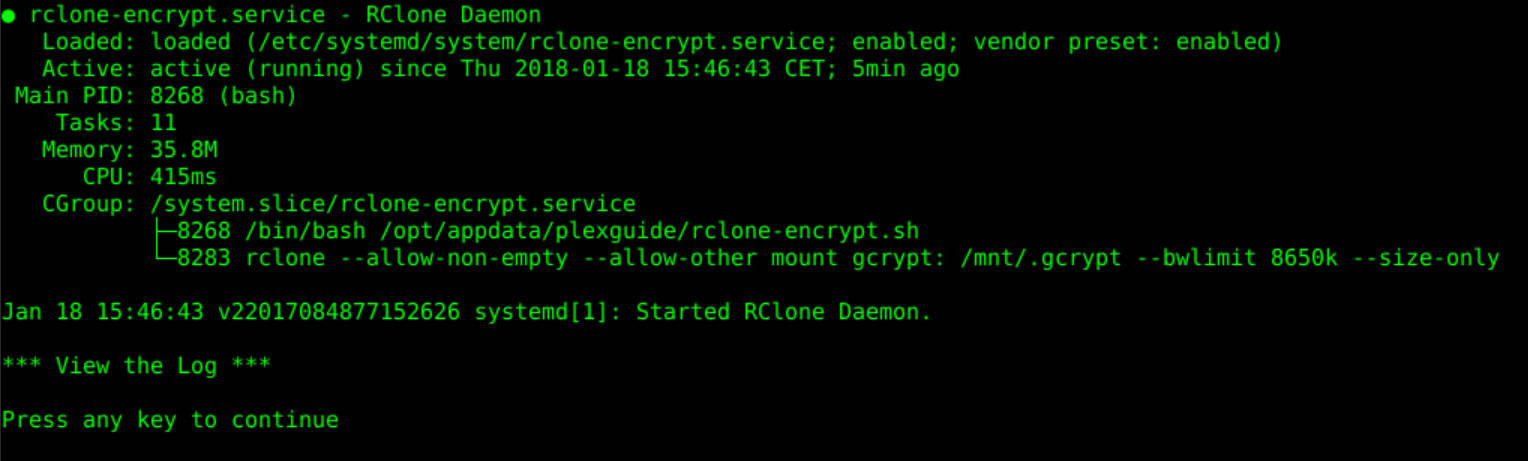 ● rclone-encrypt.service - RClone Daemon
Loaded: loaded (/etc/systemd/system/rclone-encrypt.service; enabled; vendor preset: enabled)
Active: active (running) since Thu 2018-01-18 15:46:43 CET; 5min ago
Main PID: 8268 (bash)
Tasks: 11
Memory: 35.8M
CPU: 415ms
CGroup: /system.slice/rclone-encrypt.service
├─8268 /bin/bash /opt/appdata/plexguide/rclone-encrypt.sh
└─8283 rclone --allow-non-empty --allow-other mount gcrypt: /mnt/.gcrypt --bwlimit 8650k --size-only
Jan 18 15:46:43 v22017084877152626 systemd[1]: Started RClone Daemon.
*** View the Log ***
Press any key to continue